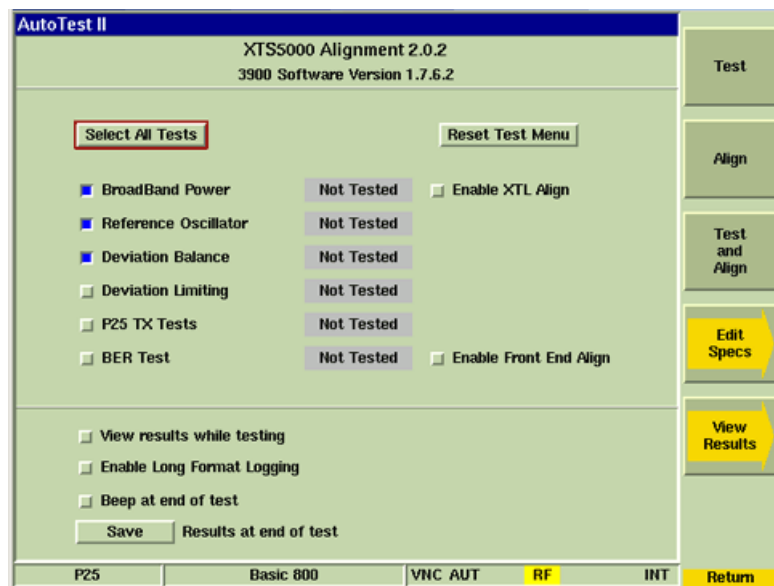 AutoTest II
XTS5000 Alignment 2.0.2
3900 Software Version 1.7.6.2
Select All Tests
Reset Test Menu
BroadBand Power Not Tested Enable XTL Align
Reference Oscillator Not Tested
Deviation Balance Not Tested
Deviation Limiting Not Tested
P25 TX Tests Not Tested
BER Test Not Tested Enable Front End Align
View results while testing
Enable Long Format Logging
Beep at end of test
Save Results at end of test
P25 Basic 800 VNC AUT RF INT
Test
Align
Test
and
Align
Edit
Specs
View
Results
Return